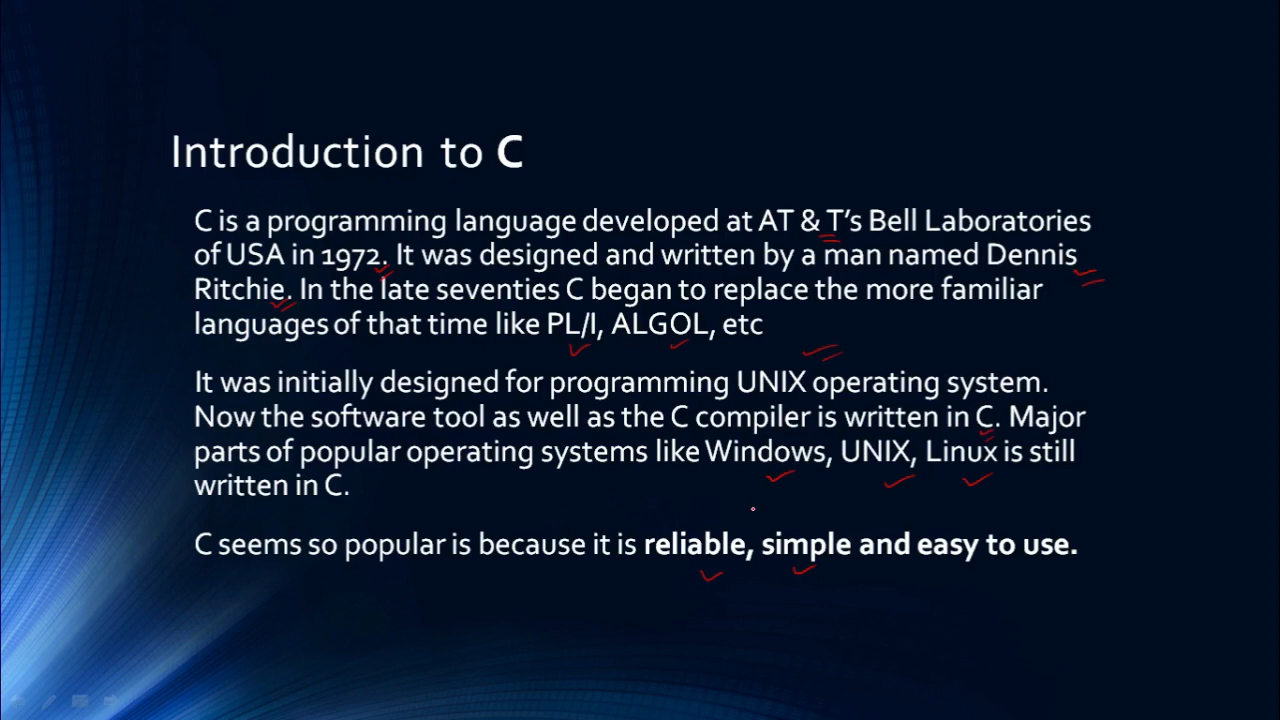 Introduction to C
C is a programming language developed at AT & T’s Bell Laboratories
of USA in 1972. It was designed and written by a man named Dennis
Ritchie. In the late seventies C began to replace the more familiar
languages of that time like PL/I, ALGOL, etc
It was initially designed for programming UNIX operating system.
Now the software tool as well as the C compiler is written in C. Major
parts of popular operating systems like Windows, UNIX, Linux is still
written in C.
C seems so popular is because it is reliable, simple and easy to use.